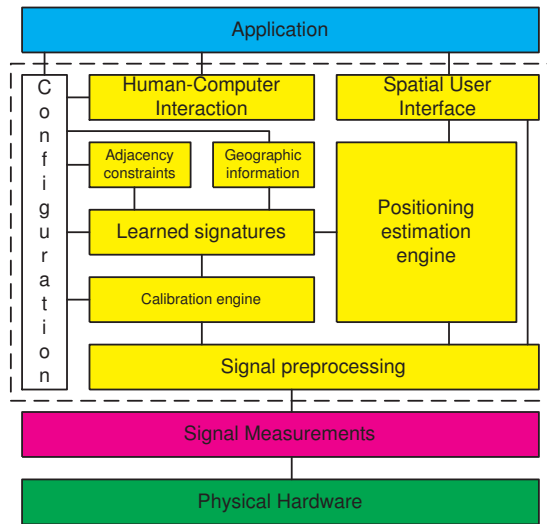 Application
Configuration
Human-Computer
Interaction
Spatial User
Interface
Adjacency
constraints
Geographic
information
Learned signatures
Positioning
estimation
engine
Calibration engine
Signal preprocessing
Signal Measurements
Physical Hardware